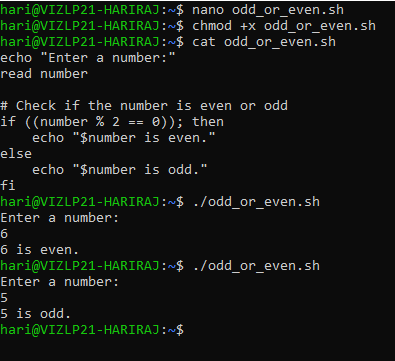 hari@VIZLP21-HARIRAJ:~$ nano odd_or_even.sh
hari@VIZLP21-HARIRAJ:~$ chmod +x odd_or_even.sh
hari@VIZLP21-HARIRAJ:~$ cat odd_or_even.sh
echo "Enter a number:"
read number

# Check if the number is even or odd
if ((number % 2 == 0)); then
    echo "$number is even."
else
    echo "$number is odd."
fi
hari@VIZLP21-HARIRAJ:~$ ./odd_or_even.sh
Enter a number:
6
6 is even.
hari@VIZLP21-HARIRAJ:~$ ./odd_or_even.sh
Enter a number:
5
5 is odd.
hari@VIZLP21-HARIRAJ:~$